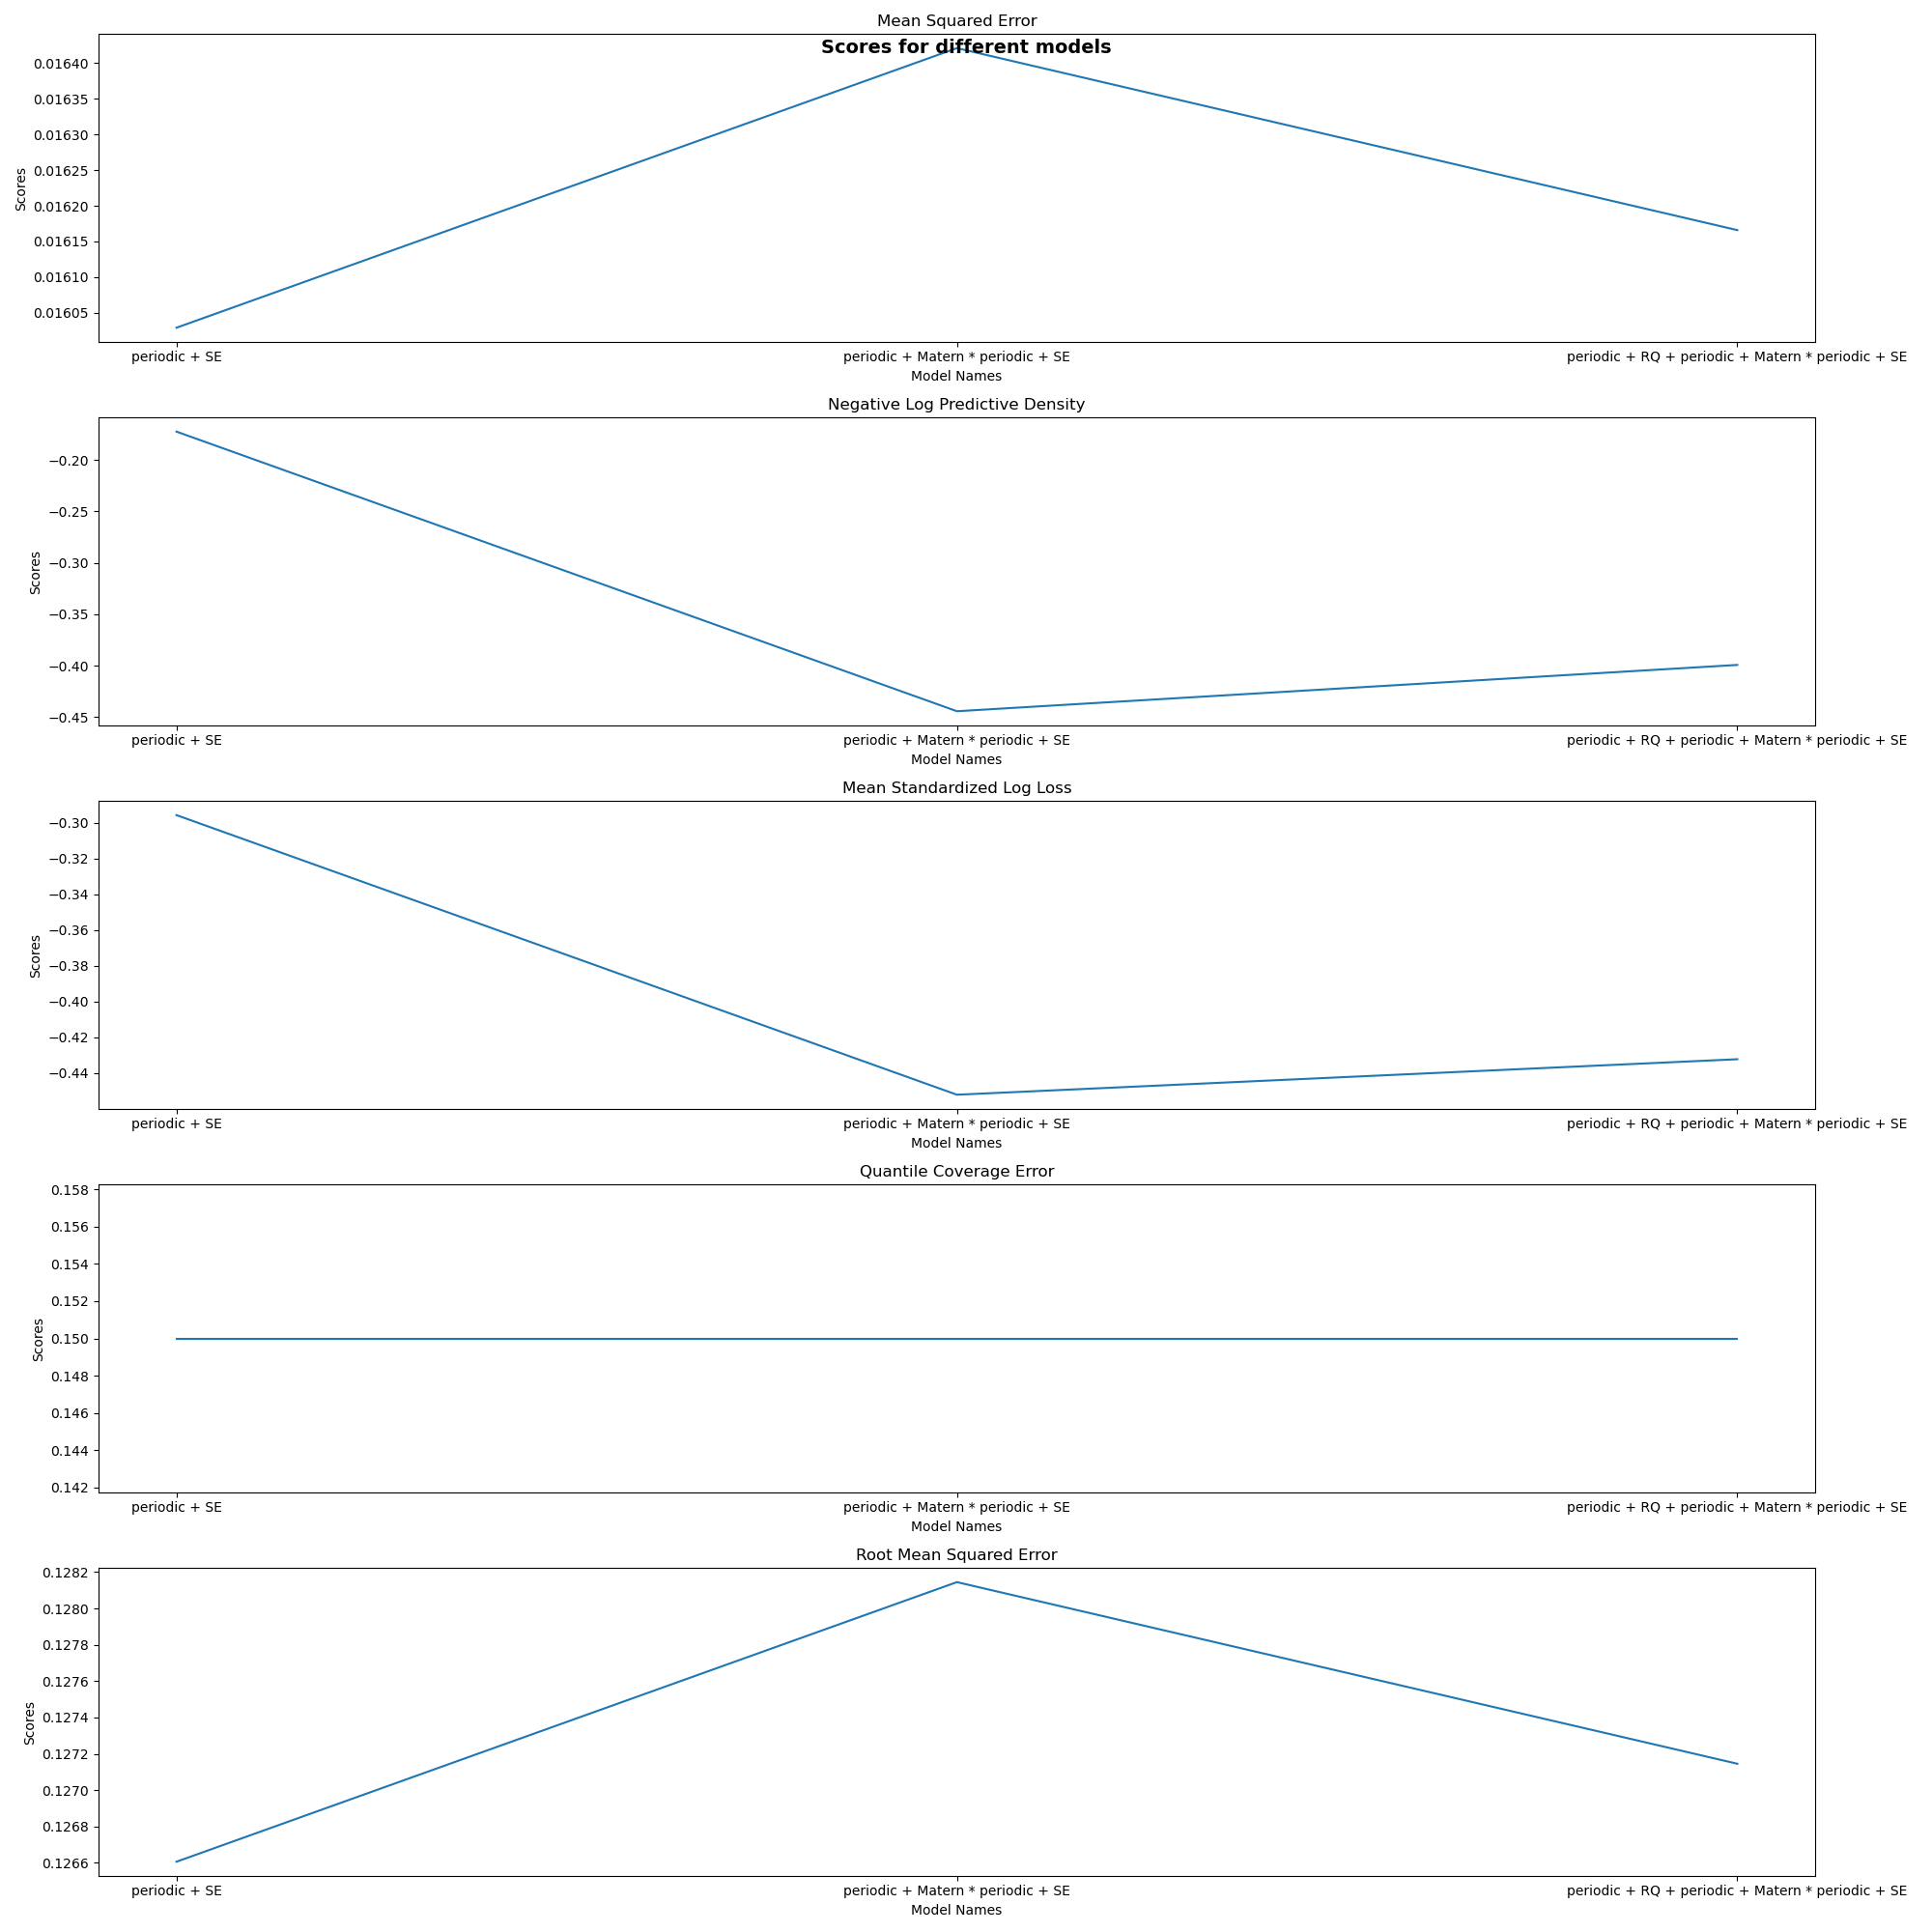 Mean Squared Error
Scores for different models
0.01640
0.01635
0.01630
0.01625
0.01620
0.01615
0.01610
0.01605
Scores
periodic + SE
periodic + Matern * periodic + SE
periodic + RQ + periodic + Matern * periodic + SE
Model Names
Negative Log Predictive Density
−0.20
−0.25
−0.30
−0.35
−0.40
−0.45
Scores
periodic + SE
periodic + Matern * periodic + SE
periodic + RQ + periodic + Matern * periodic + SE
Model Names
Mean Standardized Log Loss
−0.30
−0.32
−0.34
−0.36
−0.38
−0.40
−0.42
−0.44
Scores
periodic + SE
periodic + Matern * periodic + SE
periodic + RQ + periodic + Matern * periodic + SE
Model Names
Quantile Coverage Error
0.158
0.156
0.154
0.152
0.150
0.148
0.146
0.144
0.142
Scores
periodic + SE
periodic + Matern * periodic + SE
periodic + RQ + periodic + Matern * periodic + SE
Model Names
Root Mean Squared Error
0.1282
0.1280
0.1278
0.1276
0.1274
0.1272
0.1270
0.1268
0.1266
Scores
periodic + SE
periodic + Matern * periodic + SE
periodic + RQ + periodic + Matern * periodic + SE
Model Names